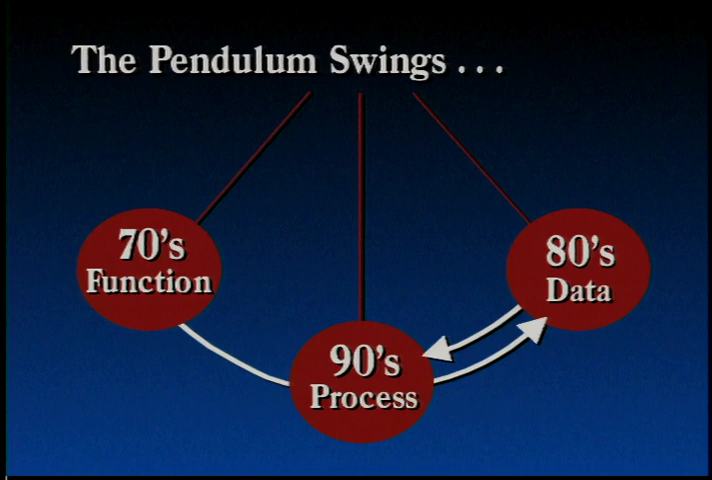 The Pendulum Swings . . .
70's
Function
80's
Data
90's
Process